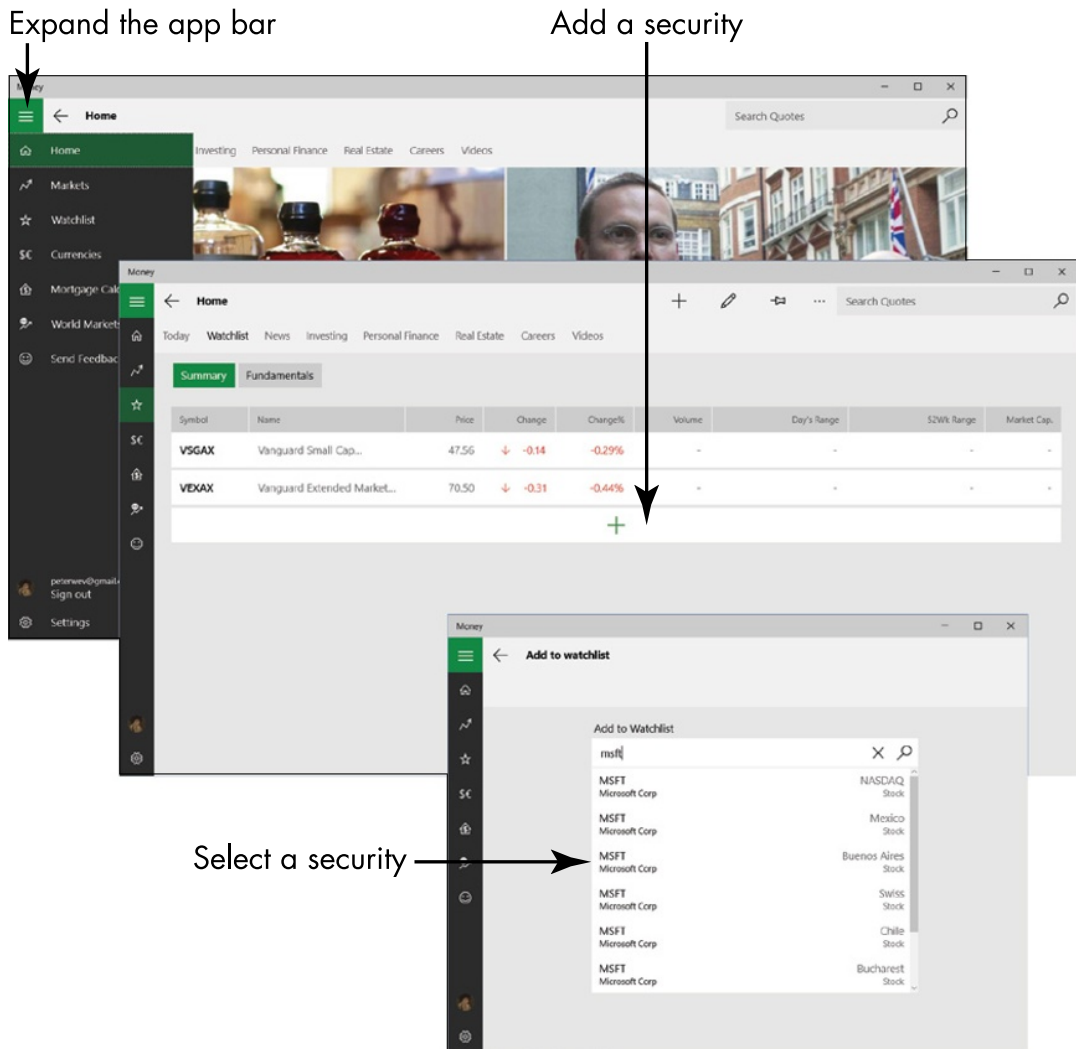 Expand the app bar
Add a security
Home
Search Quotes
Home
Investing Personal Finance Real Estate Careers Videos
Markets
Watchlist
$€ Currencies
Mortgage
World
Send
peterwev@gmail.
Sign out
Settings
Money
Home
Search Quotes
Today Watchlist News Investing Personal Finance Real Estate Careers Videos
Summary Fundamentals
Symbol Name Price Change Change% Volume Day's Range 52Wk Range Market Cap.
VSGAX Vanguard Small Cap... 47.56 ↓ -0.14 -0.29% - - - -
VEXAX Vanguard Extended Market... 70.50 ↓ -0.31 -0.44% - - - -
+
$€
Money
Add to watchlist
Add to Watchlist
msft
MSFT NASDAQ
Microsoft Corp Stock
MSFT Mexico
Microsoft Corp Stock
$€
Select a security
MSFT Buenos Aires
Microsoft Corp Stock
MSFT Swiss
Microsoft Corp Stock
MSFT Chile
Microsoft Corp Stock
MSFT Bucharest
Microsoft Corp Stock